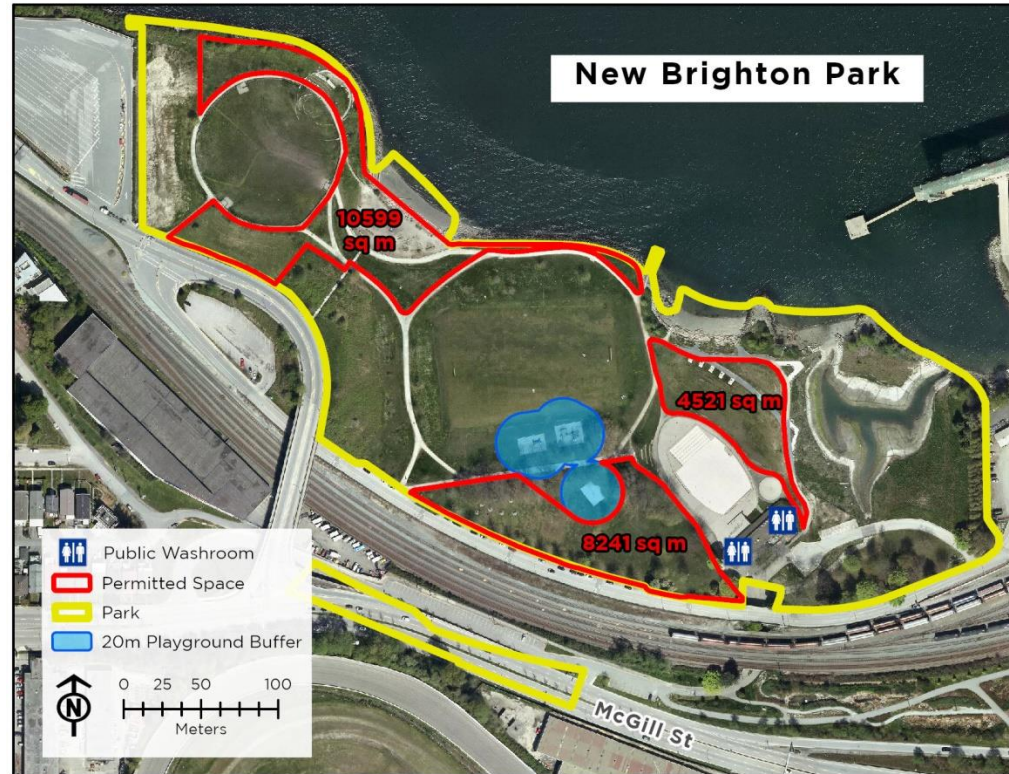 New Brighton Park
10599
sq m
4521 sq m
8241 sq m
Public Washroom
Permitted Space
Park
20m Playground Buffer
N
0 25 50 100
Meters
McGill St